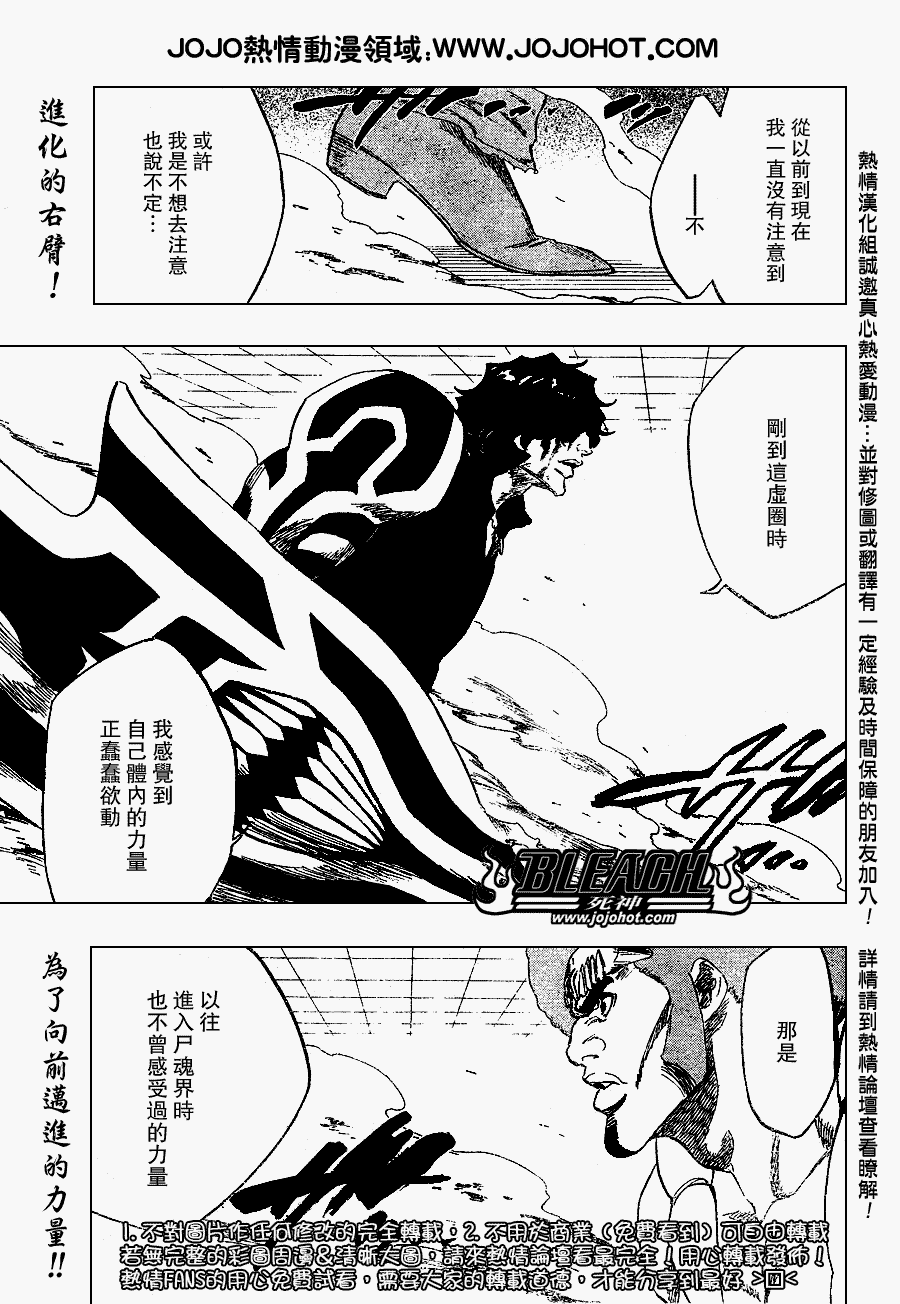 JOJO熱情動漫領域:WWW.JOJOHOT.COM
進化的右臂！
從以前到現在
我一直沒有注意到
——不
或許
我是不想去注意
也說不定…
剛到這虛圈時
我感覺到
自己體內的力量
正蠢蠢欲動
BLEACH
死神
www.jojohot.com
那是
以往
進入尸魂界時
也不曾感受過的力量
為了向前邁進的力量!!
熱情漢化組誠邀真心熱愛動漫…並對修圖或翻譯有一定經驗及時間保障的朋友加入！
詳情請到熱情論壇查看瞭解！
1. 不對圖片作任何修改的完全轉載，2. 不用於商業（免費看到）可自由轉載
若無完整的彩圖周漫&清晰大圖，請來熱情論壇看最完全！用心轉載發佈！
熱情FANS的用心免費試看，需要大家的轉載道德，才能分享到最好 >口<